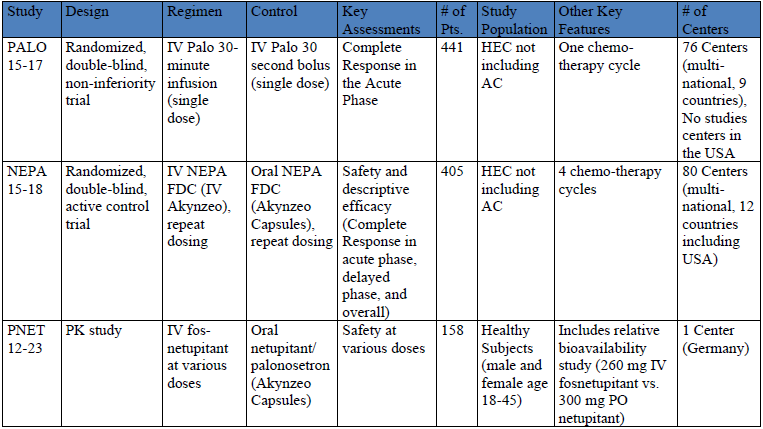 Study Design Regimen Control Key Assessments # of Pts. Study Population Other Key Features # of Centers
PALO 15-17
Randomized,
double-blind,
non-inferiority
trial
IV Palo 30-
minute
infusion
(single
dose)
IV Palo 30
second bolus
(single dose)
Complete
Response in
the Acute
Phase
441
HEC not
including
AC
One chemo-
therapy cycle
76 Centers
(multi-
national, 9
countries),
No studies
centers in
the USA
NEPA
15-18
Randomized,
double-blind,
active control
trial
IV NEPA
FDC (IV
Akynzeo),
repeat
dosing
Oral NEPA
FDC
(Akynzeo
Capsules),
repeat dosing
Safety and
descriptive
efficacy
(Complete
Response in
acute phase,
delayed
phase, and
overall)
405
HEC not
including
AC
4 chemo-therapy
cycles
80 Centers
(multi-
national, 12
countries
including
USA)
PNET
12-23
PK study
IV fos-
netupitant
at various
doses
Oral
netupitant/
palonosetron
(Akynzeo
Capsules)
Safety at
various doses
158
Healthy
Subjects
(male and
female age
18-45)
Includes relative
bioavailability
study (260 mg IV
fosnetupitant vs.
300 mg PO
netupitant)
1 Center
(Germany)